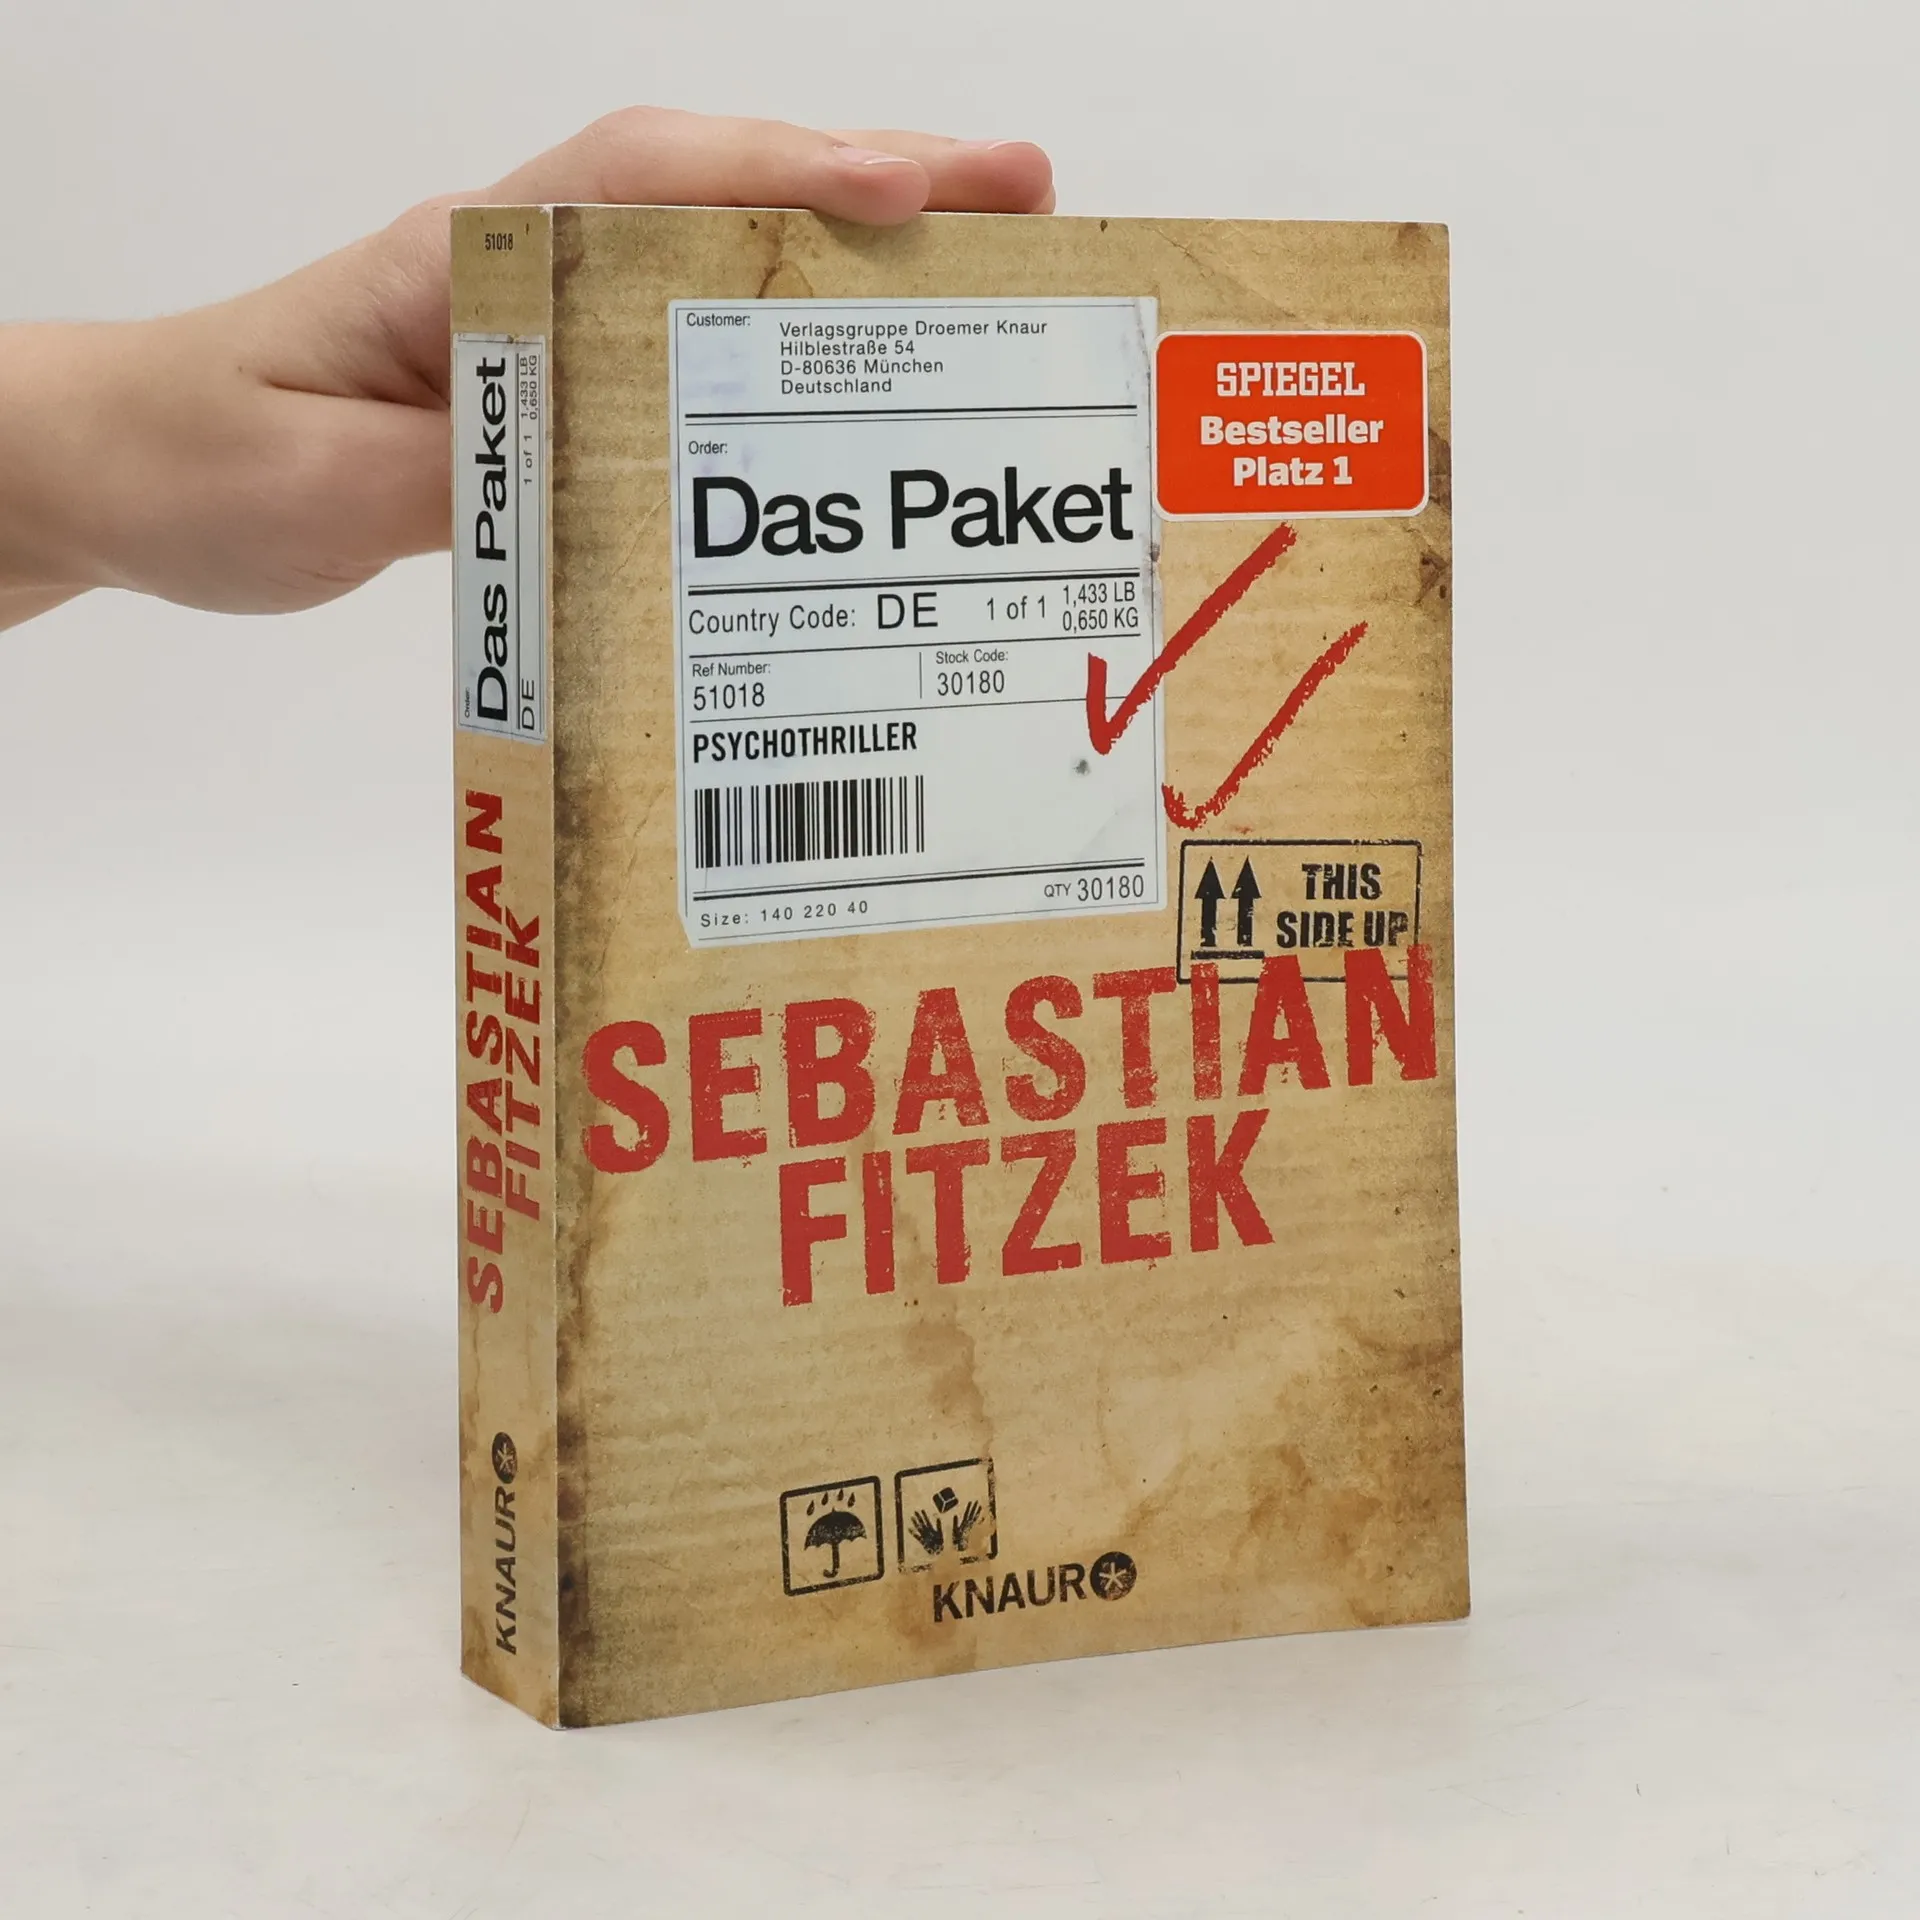 51018
Order:
Das Paket
DE
1 of 1
1,433 LB
0,650 KG
SEBASTIAN
FITZEK
KNAUR
Customer:
Verlagsgruppe Droemer Knaur
Hilblestraße 54
D-80636 München
Deutschland
SPIEGEL
Bestseller
Platz 1
Order:
Das Paket
Country Code: DE
1 of 1
1,433 LB
0,650 KG
Ref Number:
51018
Stock Code:
30180
PSYCHOTHRILLER
QTY 30180
Size: 140 220 40
THIS
SIDE UP
SEBASTIAN
FITZEK
KNAUR